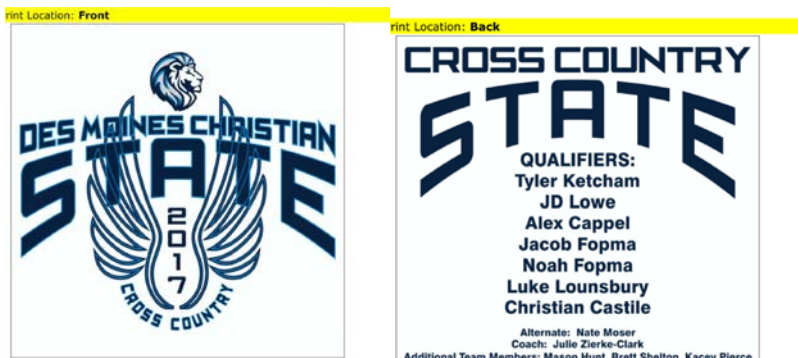 rint Location: Front
DES MOINES CHRISTIAN
STATE
2017
CROSS COUNTRY
rint Location: Back
CROSS COUNTRY
STATE
QUALIFIERS:
Tyler Ketcham
JD Lowe
Alex Cappel
Jacob Fopma
Noah Fopma
Luke Lounsbury
Christian Castile
Alternate: Nate Moser
Coach: Julie Zierke-Clark
Additional Team Members: Mason Hunt, Brett Shelton, Kacey Pierce